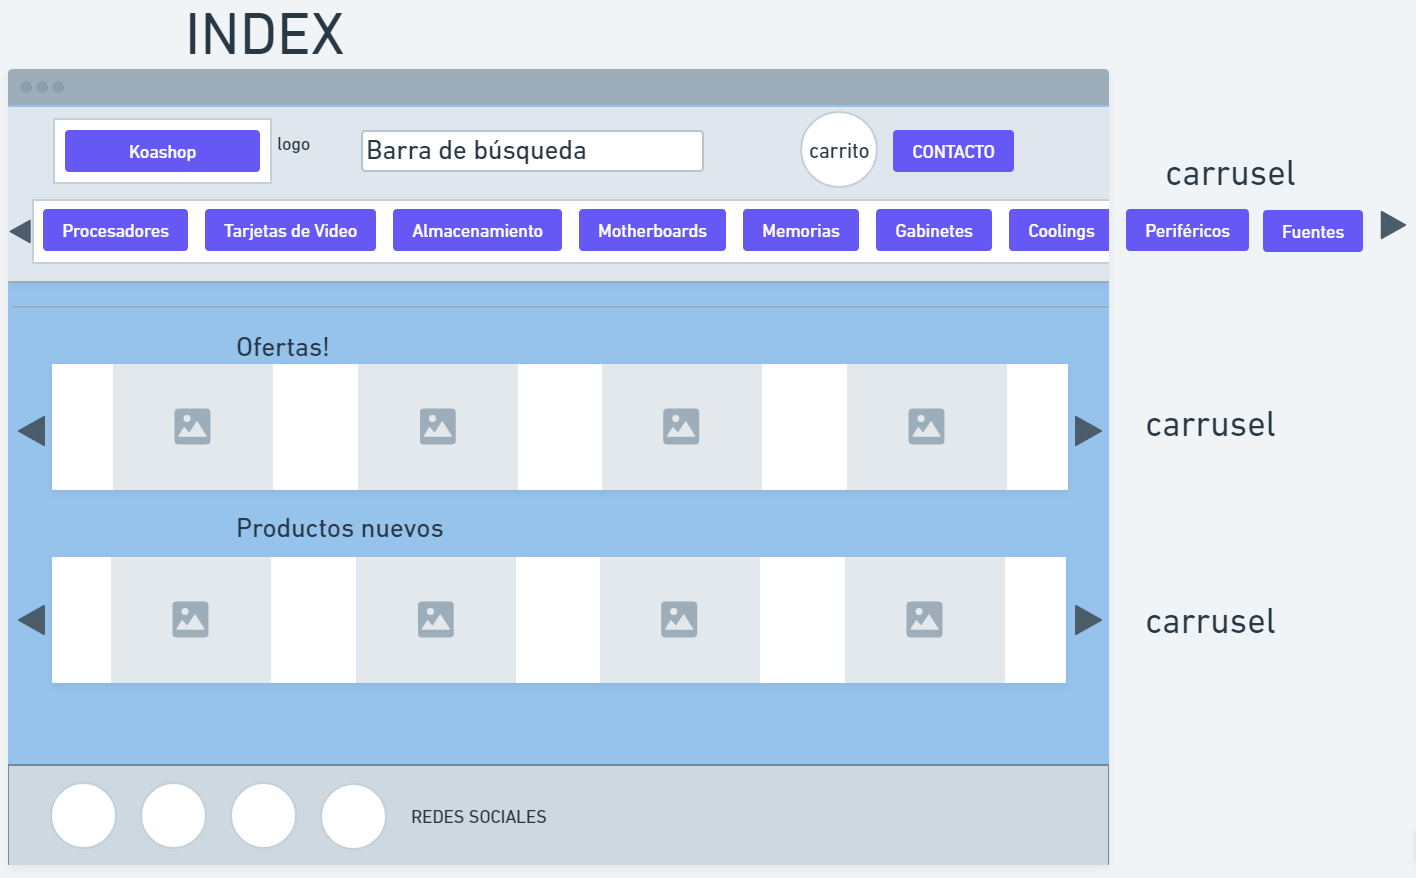 INDEX
Koashop
logo
Barra de búsqueda
carrito
CONTACTO
carrusel
Procesadores
Tarjetas de Video
Almacenamiento
Motherboards
Memorias
Gabinetes
Coolings
Periféricos
Fuentes
Ofertas!
carrusel
Productos nuevos
carrusel
REDES SOCIALES